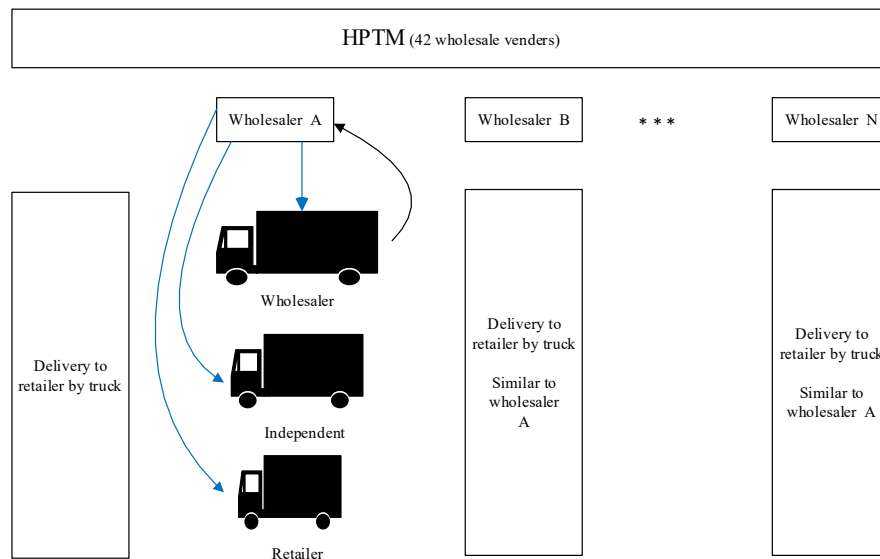 HPTM (42 wholesale venders)
Wholesaler A
Wholesaler B
* * *
Wholesaler N
Delivery to
retailer by truck
Wholesaler
Independent
Retailer
Delivery to
retailer by truck
Similar to
wholesaler
A
Delivery to
retailer by truck
Similar to
wholesaler A